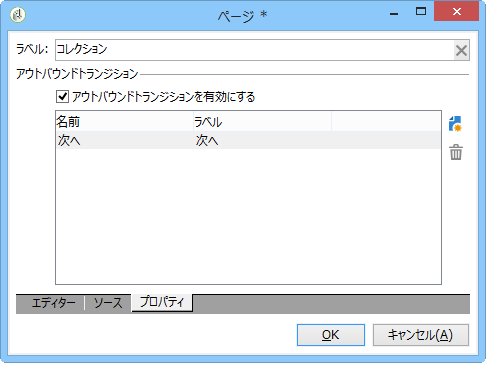 ページ *
ラベル: コレクション
アウトバウンドトランジション
アウトバウンドトランジションを有効にする
名前 ラベル
次へ 次へ
エディター ソース プロパティ
OK キャンセル(A)